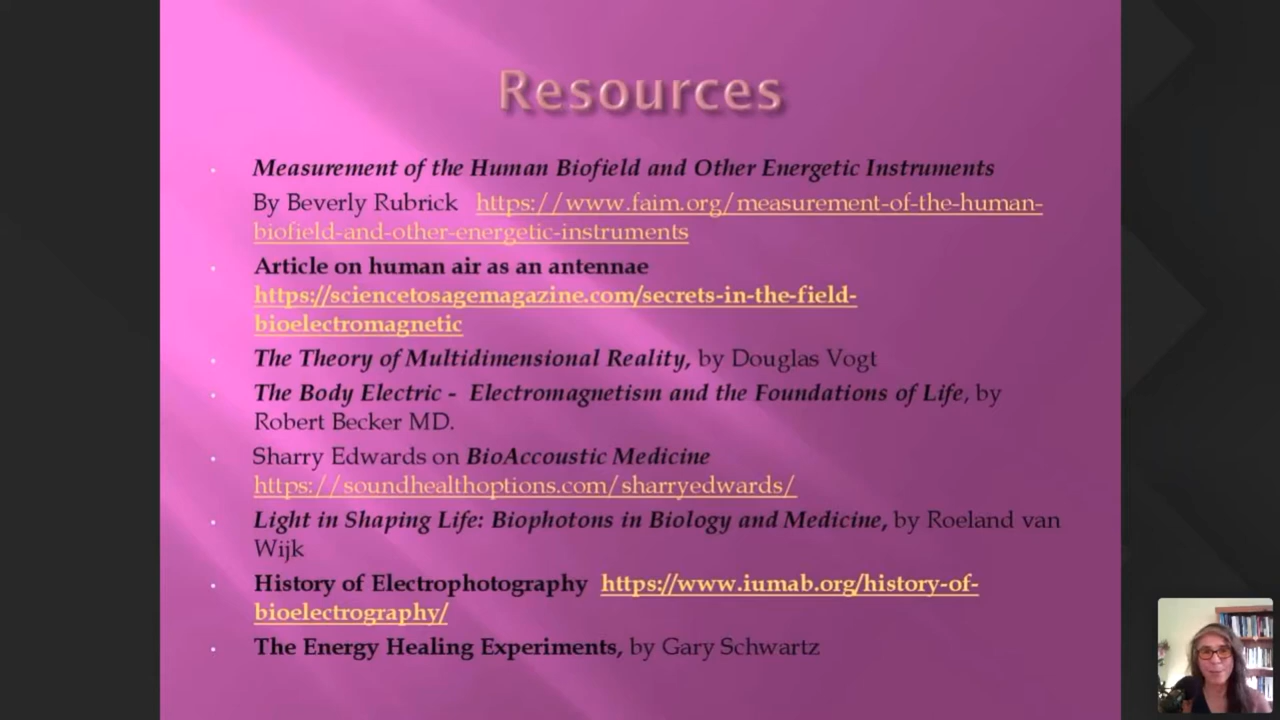 Resources
Measurement of the Human Biofield and Other Energetic Instruments
By Beverly Rubrick https://www.faim.org/measurement-of-the-human-
biofield-and-other-energetic-instruments
Article on human air as an antennae
https://sciencetosagemagazine.com/secrets-in-the-field-
bioelectromagnetic
The Theory of Multidimensional Reality, by Douglas Vogt
The Body Electric - Electromagnetism and the Foundations of Life, by
Robert Becker MD.
Sharry Edwards on BioAccoustic Medicine
https://soundhealthoptions.com/sharryedwards/
Light in Shaping Life: Biophotons in Biology and Medicine, by Roeland van
Wijk
History of Electrophotography https://www.iumab.org/history-of-
bioelectrography/
The Energy Healing Experiments, by Gary Schwartz